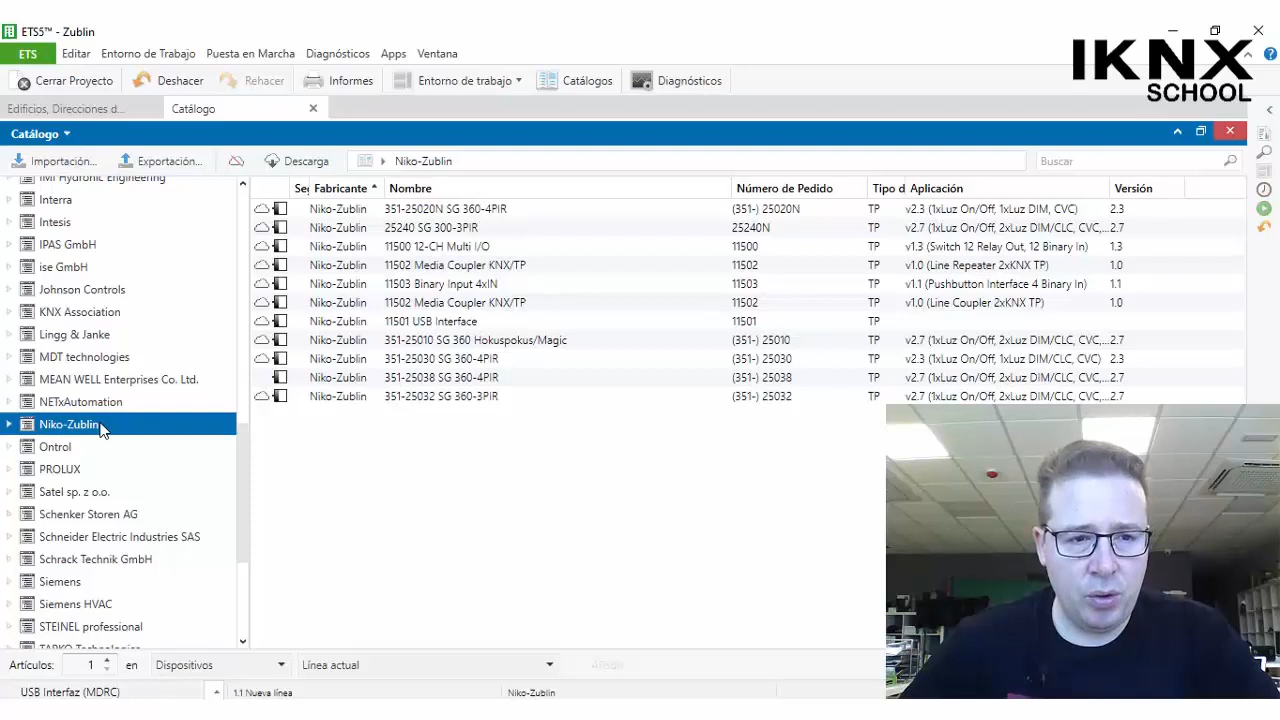 ETS5™ - Zublin
IKNX
SCHOOL
ETS Editar Entorno de Trabajo Puesta en Marcha Diagnósticos Apps Ventana
Cerrar Proyecto Deshacer Rehacer Informes Entorno de trabajo Catálogos Diagnósticos
Edificios, Direcciones d... Catálogo
Catálogo
Importación... Exportación... Descarga Niko-Zublin Buscar
Fabricante Nombre Número de Pedido Tipo d Aplicación Versión
IMI Hydronic Engineering
Interra
Intesis
IPAS GmbH
ise GmbH
Johnson Controls
KNX Association
Lingg & Janke
MDT technologies
MEAN WELL Enterprises Co. Ltd.
NETxAutomation
Niko-Zublin
Ontrol
PROLUX
Satel sp. z o.o.
Schenker Storen AG
Schneider Electric Industries SAS
Schrack Technik GmbH
Siemens
Siemens HVAC
STEINEL professional
Niko-Zublin 351-25020N SG 360-4PIR (351-) 25020N TP v2.3 (1xLuz On/Off, 1xLuz DIM, CVC) 2.3
Niko-Zublin 25240 SG 300-3PIR 25240N TP v2.7 (1xLuz On/Off, 2xLuz DIM/CLC, CVC,... 2.7
Niko-Zublin 11500 12-CH Multi I/O 11500 TP v1.3 (Switch 12 Relay Out, 12 Binary In) 1.3
Niko-Zublin 11502 Media Coupler KNX/TP 11502 TP v1.0 (Line Repeater 2xKNX TP) 1.0
Niko-Zublin 11503 Binary Input 4xIN 11503 TP v1.1 (Pushbutton Interface 4 Binary In) 1.1
Niko-Zublin 11502 Media Coupler KNX/TP 11502 TP v1.0 (Line Coupler 2xKNX TP) 1.0
Niko-Zublin 11501 USB Interface 11501 TP
Niko-Zublin 351-25010 SG 360 Hokuspokus/Magic (351-) 25010 TP v2.7 (1xLuz On/Off, 2xLuz DIM/CLC, CVC,... 2.7
Niko-Zublin 351-25030 SG 360-4PIR (351-) 25030 TP v2.3 (1xLuz On/Off, 1xLuz DIM/CLC, CVC) 2.3
Niko-Zublin 351-25038 SG 360-4PIR (351-) 25038 TP v2.7 (1xLuz On/Off, 2xLuz DIM/CLC, CVC,... 2.7
Niko-Zublin 351-25032 SG 360-3PIR (351-) 25032 TP v2.7 (1xLuz On/Off, 2xLuz DIM/CLC, CVC,... 2.7
Artículos: 1 en Dispositivos Línea actual Añadir
USB Interfaz (MDRC) 1.1 Nueva línea Niko-Zublin